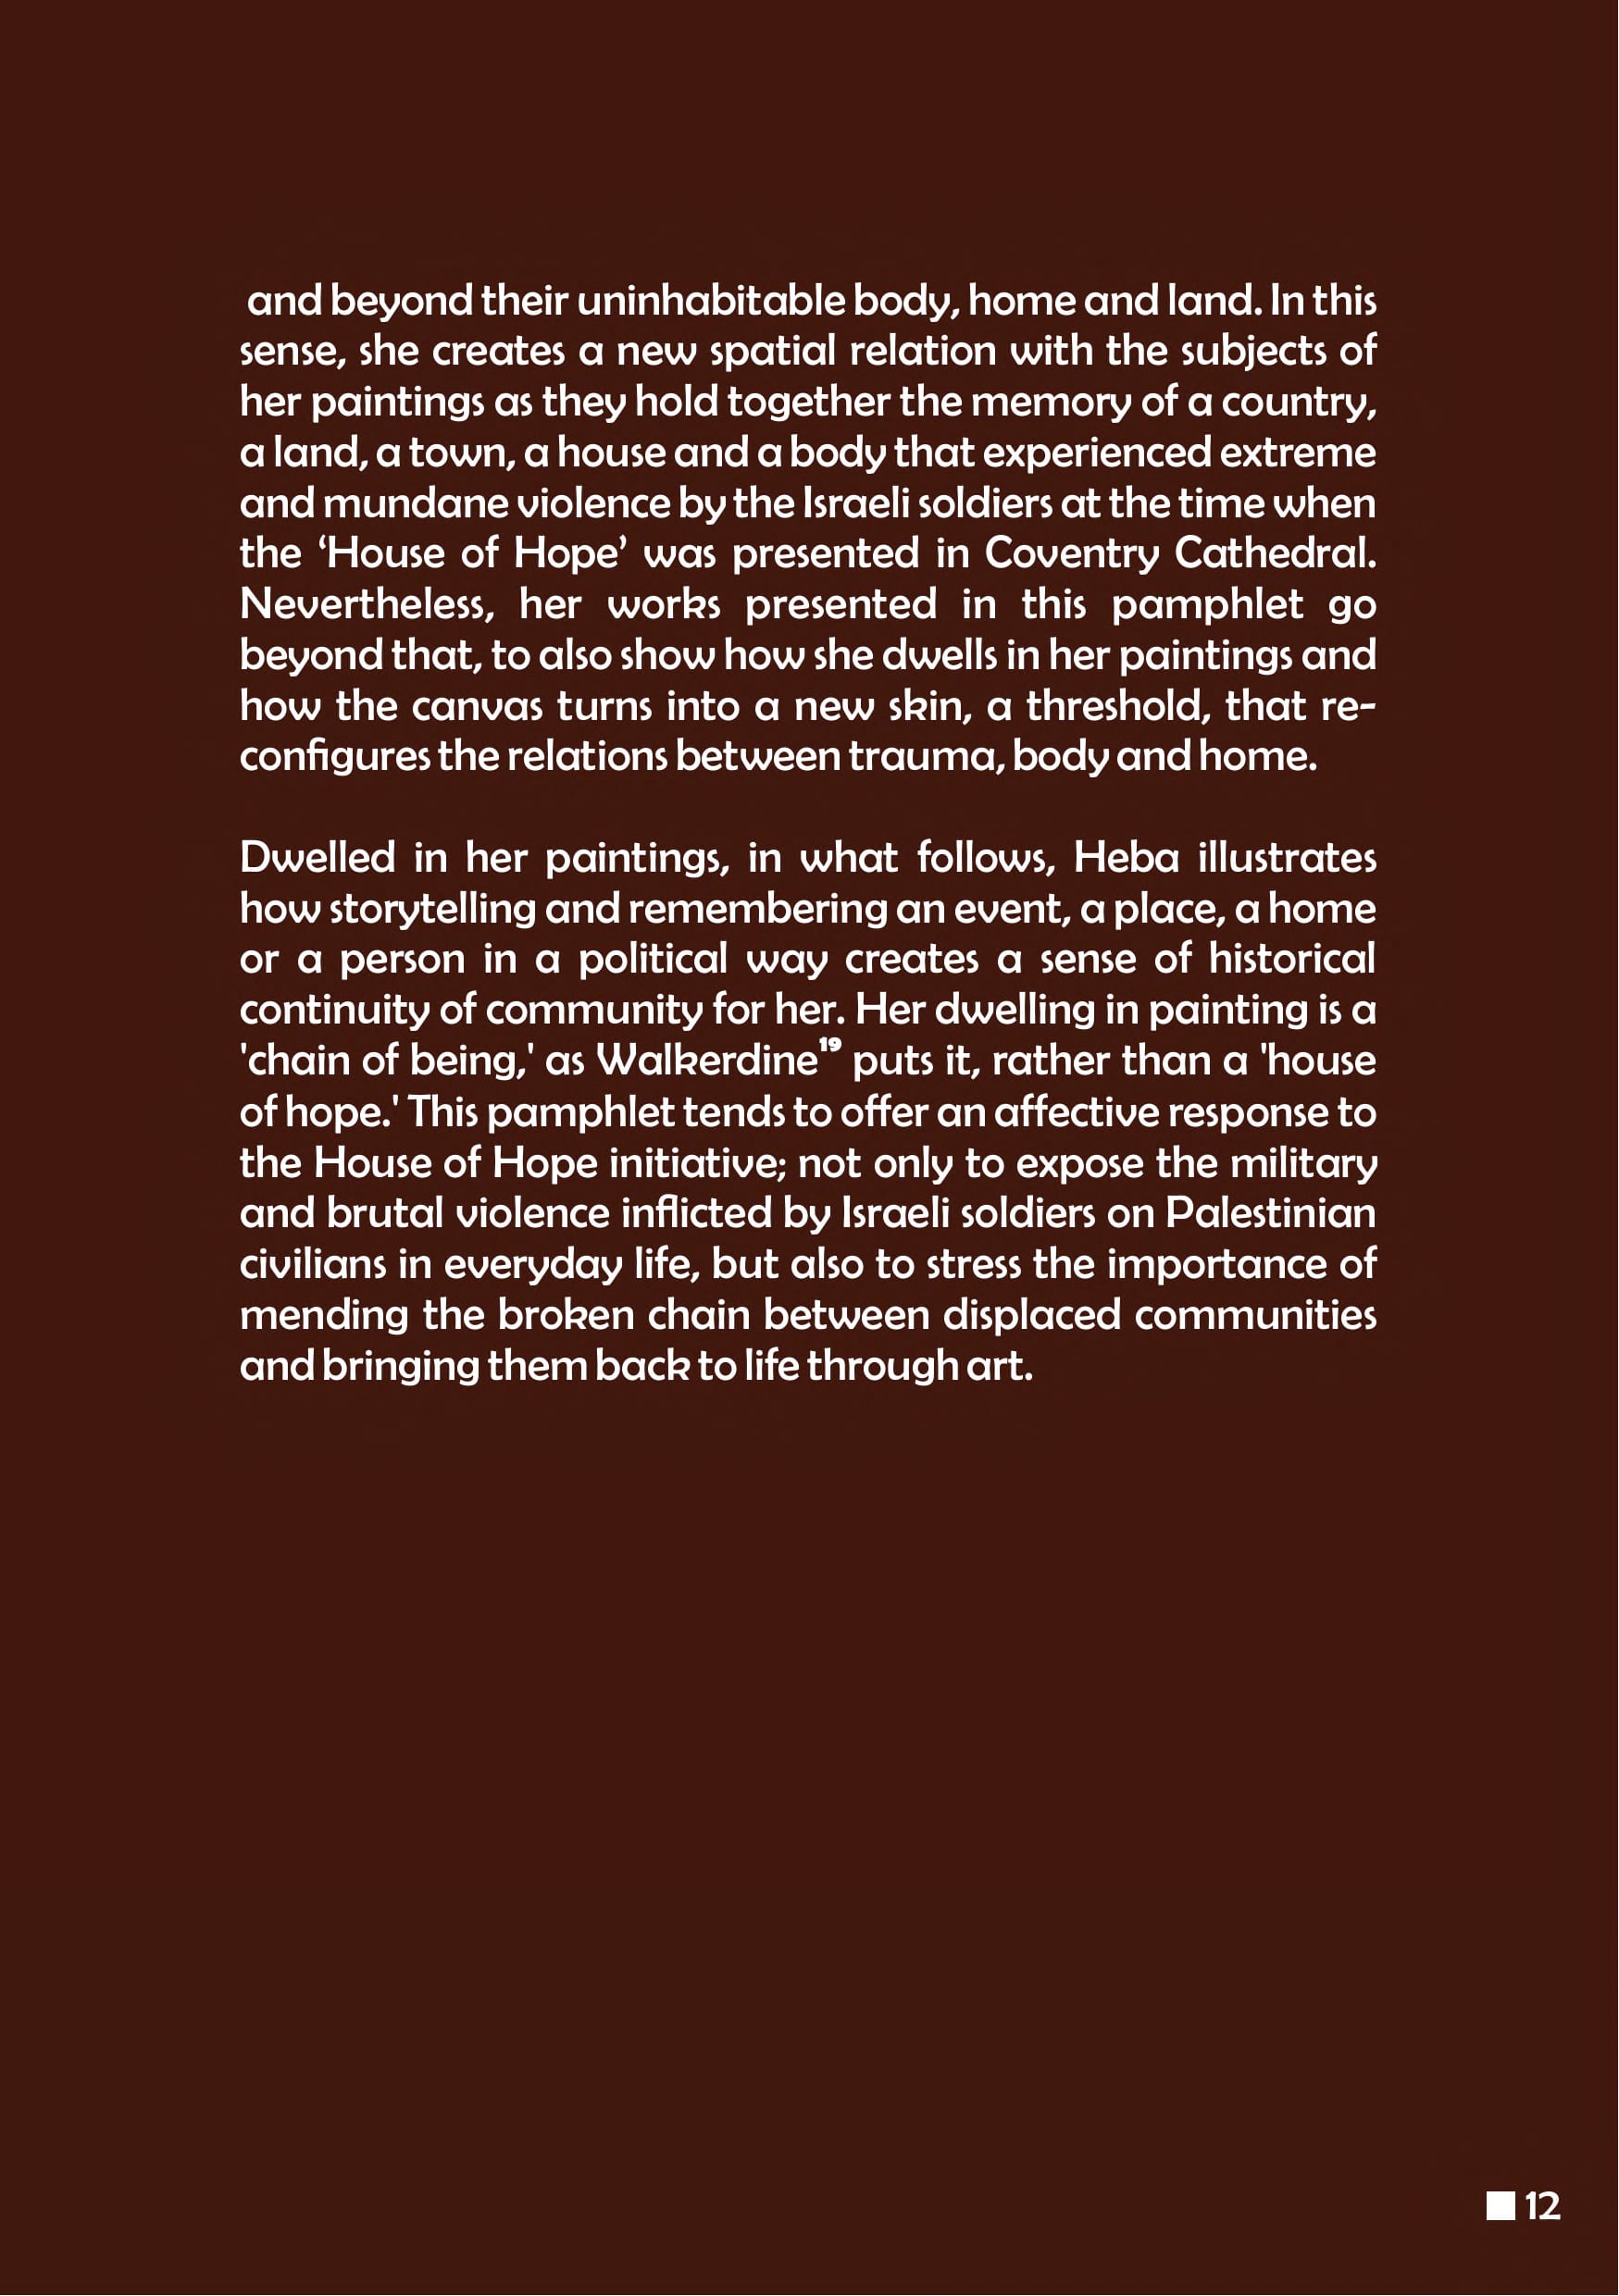 and beyond their uninhabitable body, home and land. In this
sense, she creates a new spatial relation with the subjects of
her paintings as they hold together the memory of a country,
a land, a town, a house and a body that experienced extreme
and mundane violence by the Israeli soldiers at the time when
the ‘House of Hope’ was presented in Coventry Cathedral.
Nevertheless, her works presented in this pamphlet go
beyond that, to also show how she dwells in her paintings and
how the canvas turns into a new skin, a threshold, that re-
configures the relations between trauma, body and home.
Dwelled in her paintings, in what follows, Heba illustrates
how storytelling and remembering an event, a place, a home
or a person in a political way creates a sense of historical
continuity of community for her. Her dwelling in painting is a
'chain of being,' as Walkerdine¹⁹ puts it, rather than a 'house
of hope.' This pamphlet tends to offer an affective response to
the House of Hope initiative; not only to expose the military
and brutal violence inflicted by Israeli soldiers on Palestinian
civilians in everyday life, but also to stress the importance of
mending the broken chain between displaced communities
and bringing them back to life through art.
12